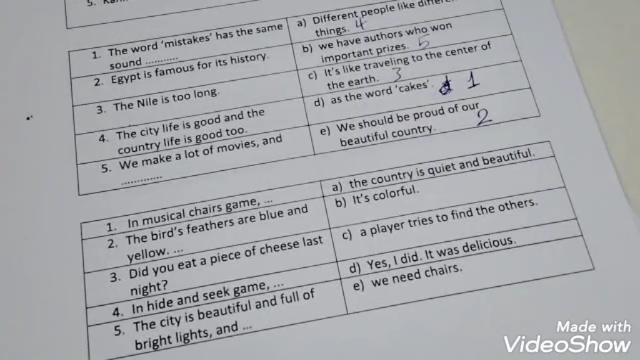 5.
1. The word 'mistakes' has the same
sound ............
2. Egypt is famous for its history.
3. The Nile is too long.
4. The city life is good and the
country life is good too.
5. We make a lot of movies, and
.............
a) Different people like different
things. 4
b) we have authors who won
important prizes. 5
c) It's like traveling to the center of
the earth. 3
d) as the word 'cakes'. 1
e) We should be proud of our
beautiful country. 2
1. In musical chairs game, ...
2. The bird's feathers are blue and
yellow. ...
3. Did you eat a piece of cheese last
night?
4. In hide and seek game, ...
5. The city is beautiful and full of
bright lights, and ...
a) the country is quiet and beautiful.
b) It's colorful.
c) a player tries to find the others.
d) Yes, I did. It was delicious.
e) we need chairs.
Made with
VideoShow